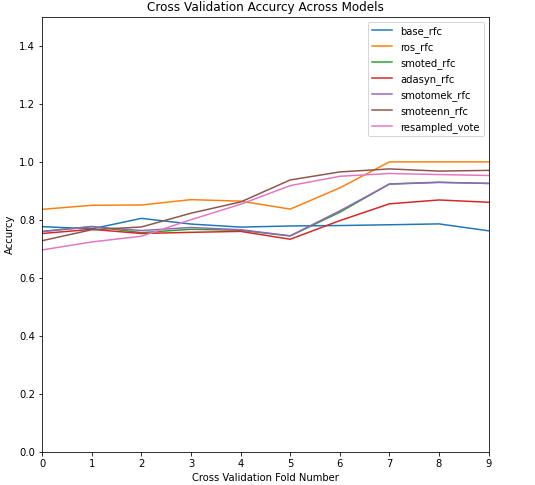 Cross Validation Accurcy Across Models
base_rfc
ros_rfc
smoted_rfc
adasyn_rfc
smotomek_rfc
smoteenn_rfc
resampled_vote
1.4
1.2
1.0
0.8
0.6
0.4
0.2
0.0
Accurcy
0 1 2 3 4 5 6 7 8 9
Cross Validation Fold Number